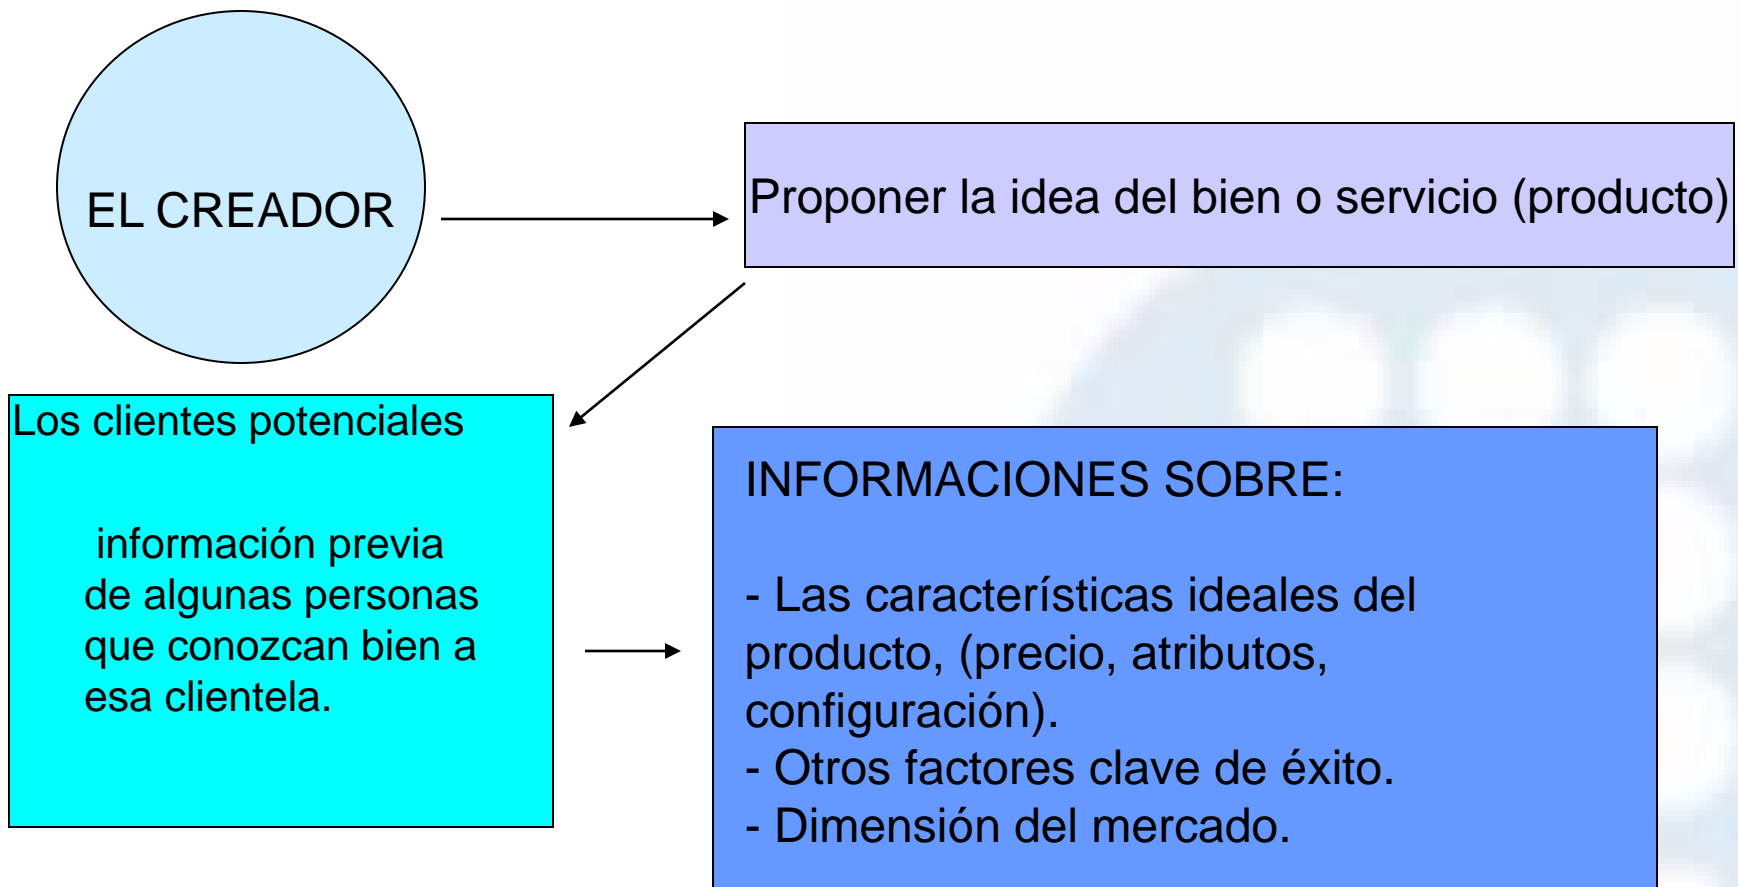 EL CREADOR
Proponer la idea del bien o servicio (producto)
Los clientes potenciales
información previa
de algunas personas
que conozcan bien a
esa clientela.
INFORMACIONES SOBRE:
- Las características ideales del
producto, (precio, atributos,
configuración).
- Otros factores clave de éxito.
- Dimensión del mercado.